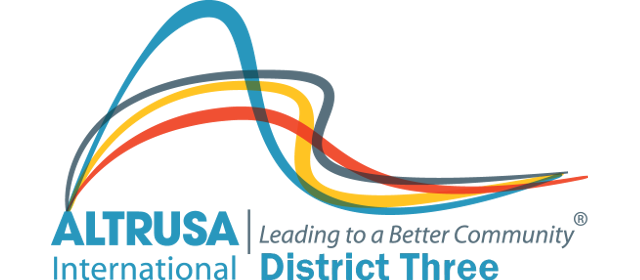 ALTRUSA
International
Leading to a Better Community®
District Three